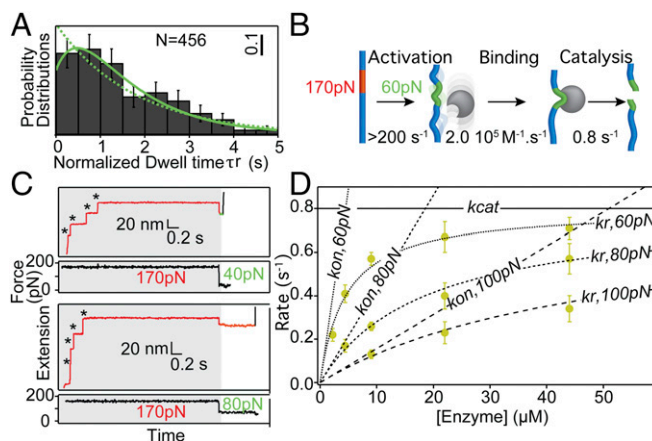 A
N=456
0.1
Probability
Distributions
0 1 2 3 4 5
Normalized Dwell time τr (s)
B
Activation Binding Catalysis
170pN 60pN
>200 s⁻¹ 2.0 10⁵ M⁻¹.s 0.8 s⁻¹
C
* * * *
20 nm
0.2 s
Force
(pN)
200
0
170pN
40pN
Extension
* * * *
20 nm
0.2 s
200
0
170pN
80pN
Time
D
Rate (s⁻¹)
0.8
0.6
0.4
0.2
0.0
kcat
kon,60pN
kon,80pN
kon,100pN
kr,60pN
kr,80pN
kr,100pN
0 10 20 30 40 50
[Enzyme] (μM)